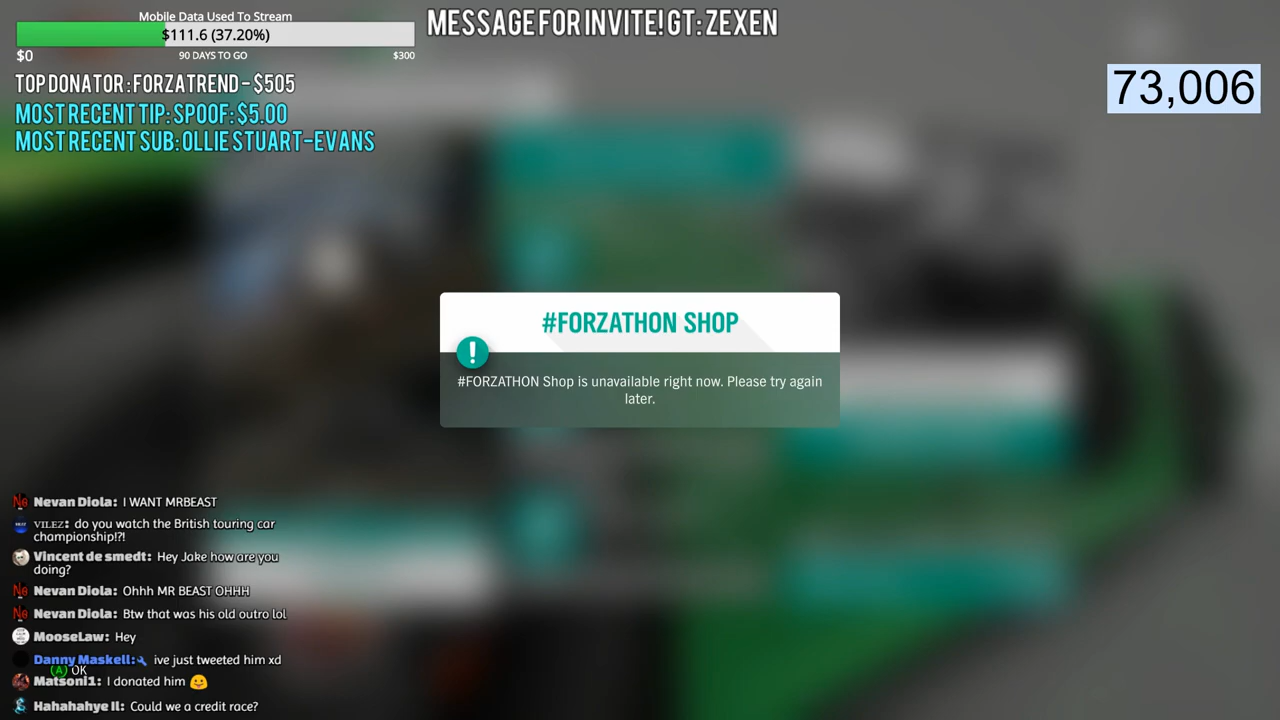 Mobile Data Used To Stream
$111.6 (37.20%)
$0
90 DAYS TO GO
$300
TOP DONATOR : FORZATREND - $505
MOST RECENT TIP: SPOOF: $5.00
MOST RECENT SUB: OLLIE STUART-EVANS
MESSAGE FOR INVITE! GT: ZEXEN
73,006
#FORZATHON SHOP
!
#FORZATHON Shop is unavailable right now. Please try again
later.
Nevan Diola: I WANT MRBEAST
VILEZ: do you watch the British touring car
championship!?!
Vincent de smedt: Hey Jake how are you
doing?
Nevan Diola: Ohhh MR BEAST OHHH
Nevan Diola: Btw that was his old outro lol
MooseLaw: Hey
Danny Maskell: ive just tweeted him xd
(A) OK
Matsoni1: I donated him
Hahahahye II: Could we a credit race?